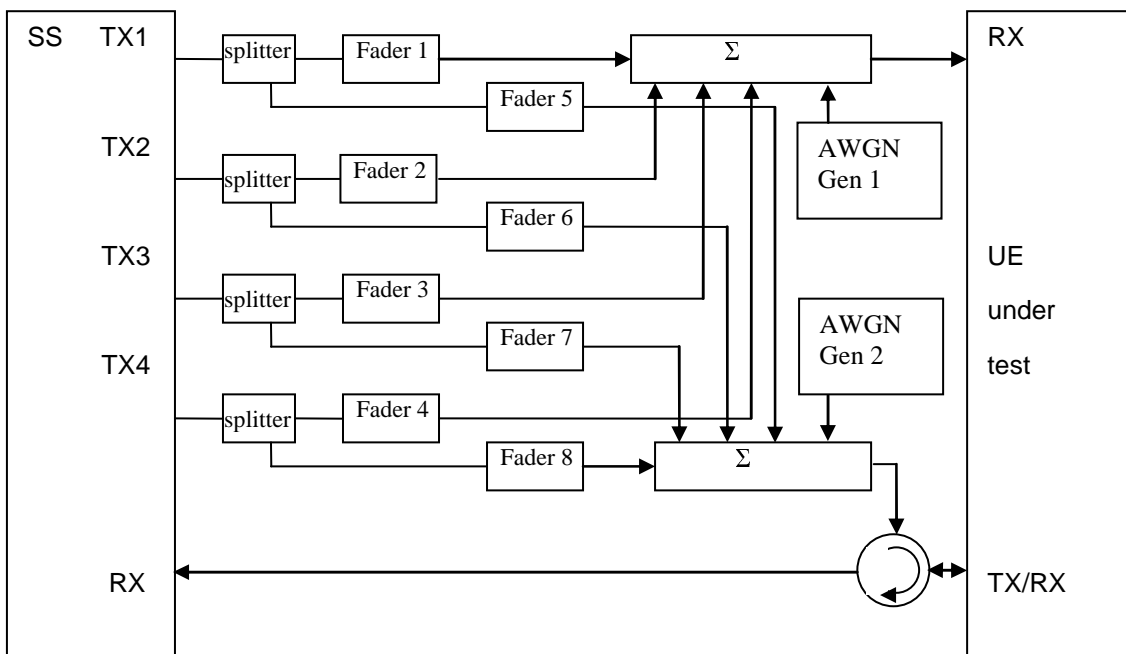 SS TX1
splitter
Fader 1
Σ
RX
Fader 5
TX2
splitter
Fader 2
AWGN
Gen 1
Fader 6
TX3
splitter
Fader 3
UE
under
test
AWGN
Gen 2
Fader 7
TX4
splitter
Fader 4
Fader 8
Σ
RX
TX/RX